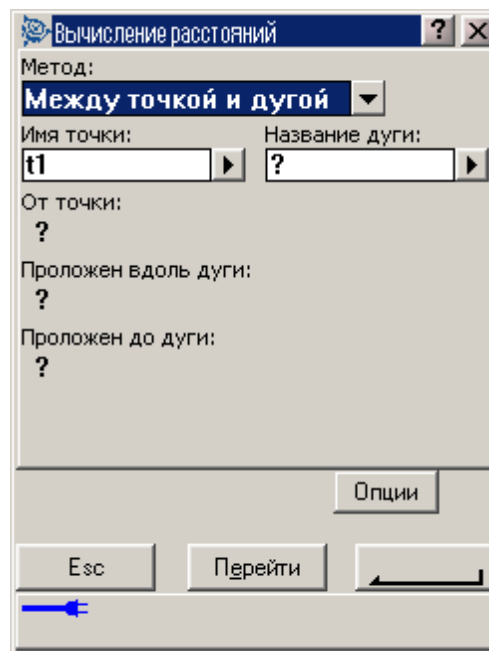 Вычисление расстояний ? X
Метод:
Между точкой и дугой
Имя точки: Название дуги:
t1 ?
От точки:
?
Проложен вдоль дуги:
?
Проложен до дуги:
?
Опции
Esc Перейти